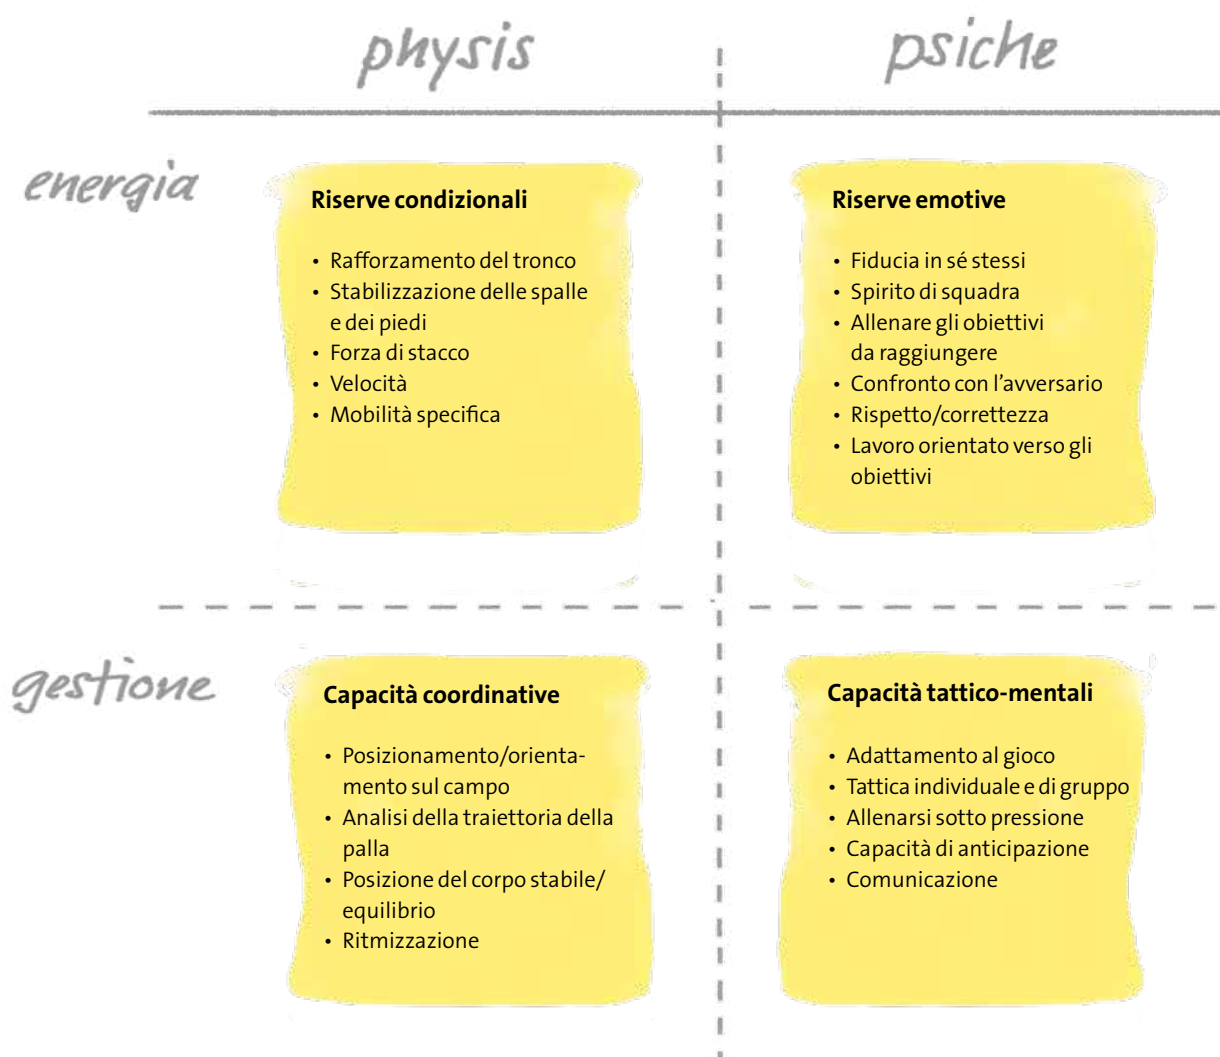 physis
psiche
energia
Riserve condizionali
• Rafforzamento del tronco
• Stabilizzazione delle spalle
e dei piedi
• Forza di stacco
• Velocità
• Mobilità specifica
Riserve emotive
• Fiducia in sé stessi
• Spirito di squadra
• Allenare gli obiettivi
da raggiungere
• Confronto con l’avversario
• Rispetto/correttezza
• Lavoro orientato verso gli
obiettivi
gestione
Capacità coordinative
• Posizionamento/orienta-
mento sul campo
• Analisi della traiettoria della
palla
• Posizione del corpo stabile/
equilibrio
• Ritmizzazione
Capacità tattico-mentali
• Adattamento al gioco
• Tattica individuale e di gruppo
• Allenarsi sotto pressione
• Capacità di anticipazione
• Comunicazione